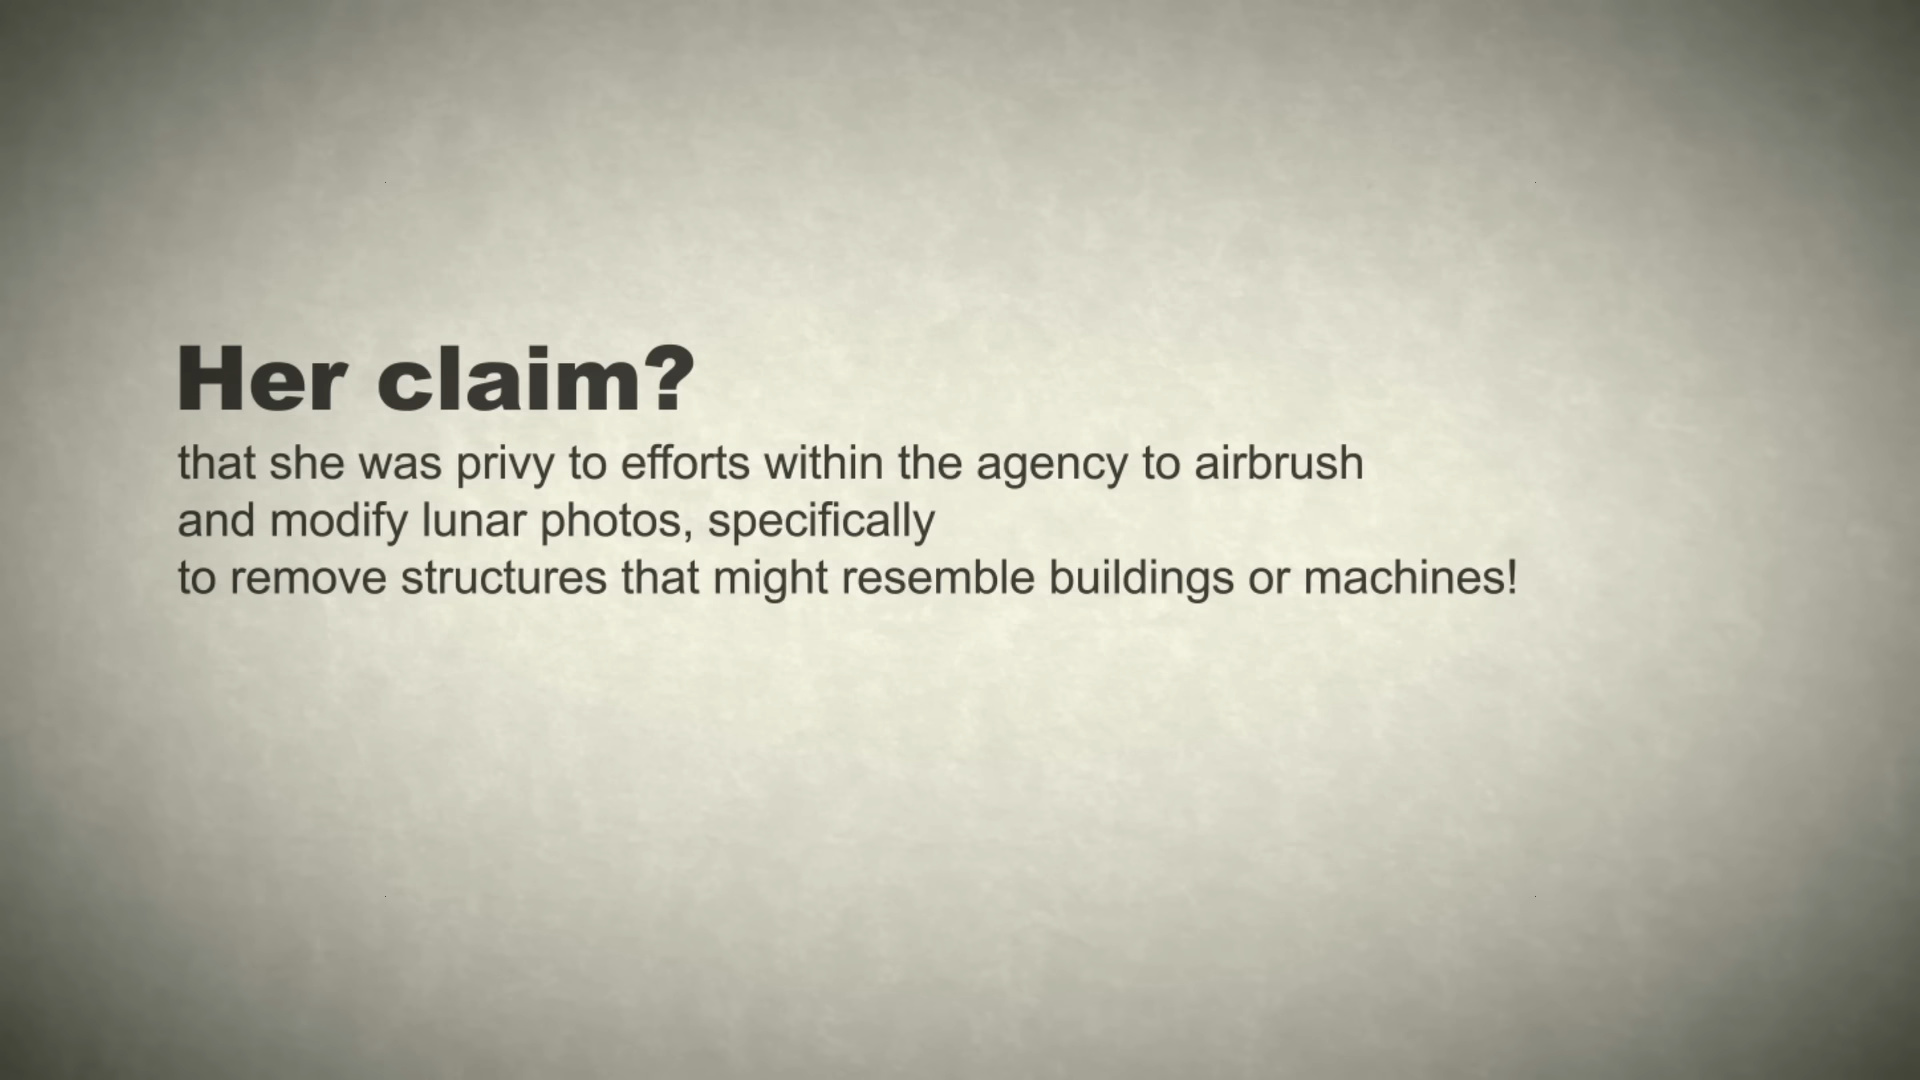 Her claim?
that she was privy to efforts within the agency to airbrush
and modify lunar photos, specifically
to remove structures that might resemble buildings or machines!